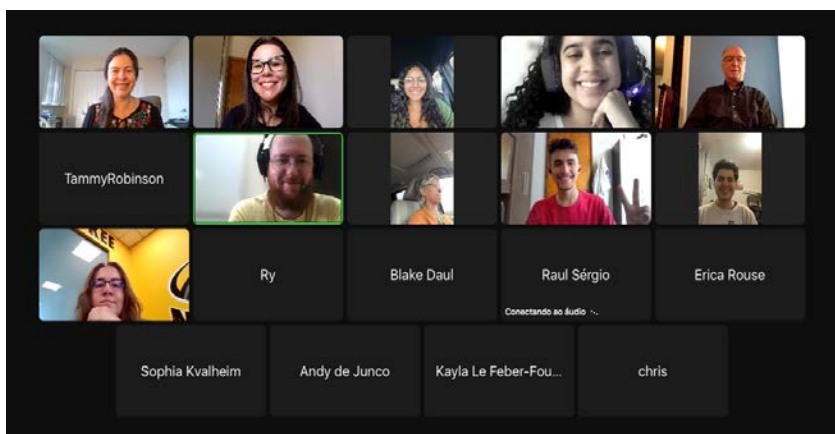 TammyRobinson
REE
Ry
Blake Daul
Raul Sérgio
Erica Rouse
Conectando ao áudio
Sophia Kvalheim
Andy de Junco
Kayla Le Feber-Fou...
chris